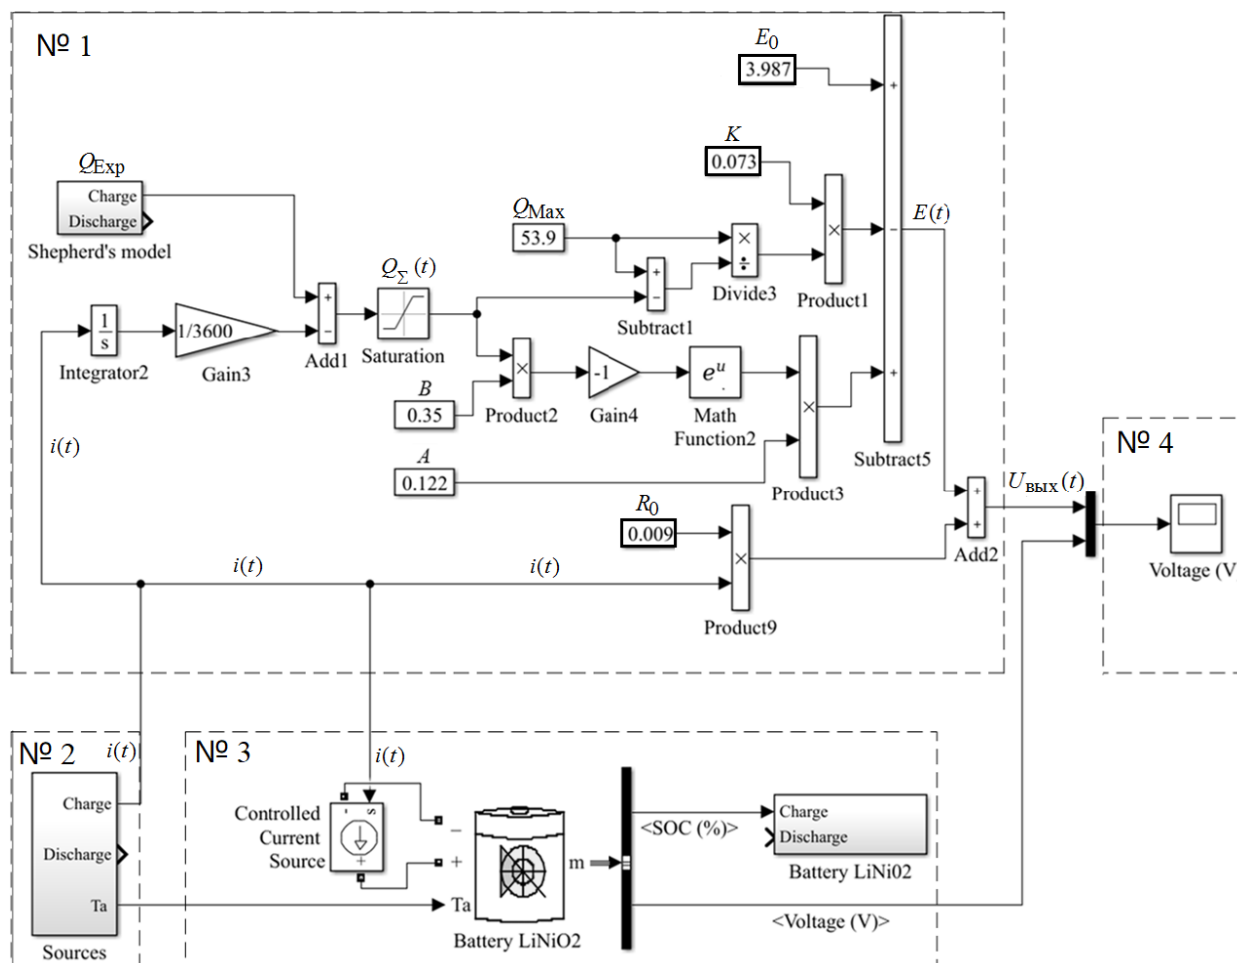 № 1
E0
3.987
K
0.073
QExp
Charge
Discharge
Shepherd's model
QMax
53.9
×
÷
Divide3
×
Product1
E(t)
+
−
+
Subtract5
QΣ (t)
+
−
Subtract1
1
s
Integrator2
1/3600
Gain3
+
−
Add1
Saturation
×
Product2
-1
Gain4
e^u
Math
Function2
B
0.35
A
0.122
×
Product3
i(t)
R0
0.009
×
Product9
i(t)
i(t)
+
+
Add2
Uвых(t)
№ 4
Voltage (V
№ 2
i(t)
Charge
Discharge
Ta
Sources
№ 3
i(t)
Controlled
Current
Source
-
s
+
−
+
Ta
m
Battery LiNiO2
<SOC (%)>
Charge
Discharge
Battery LiNi02
<Voltage (V)>